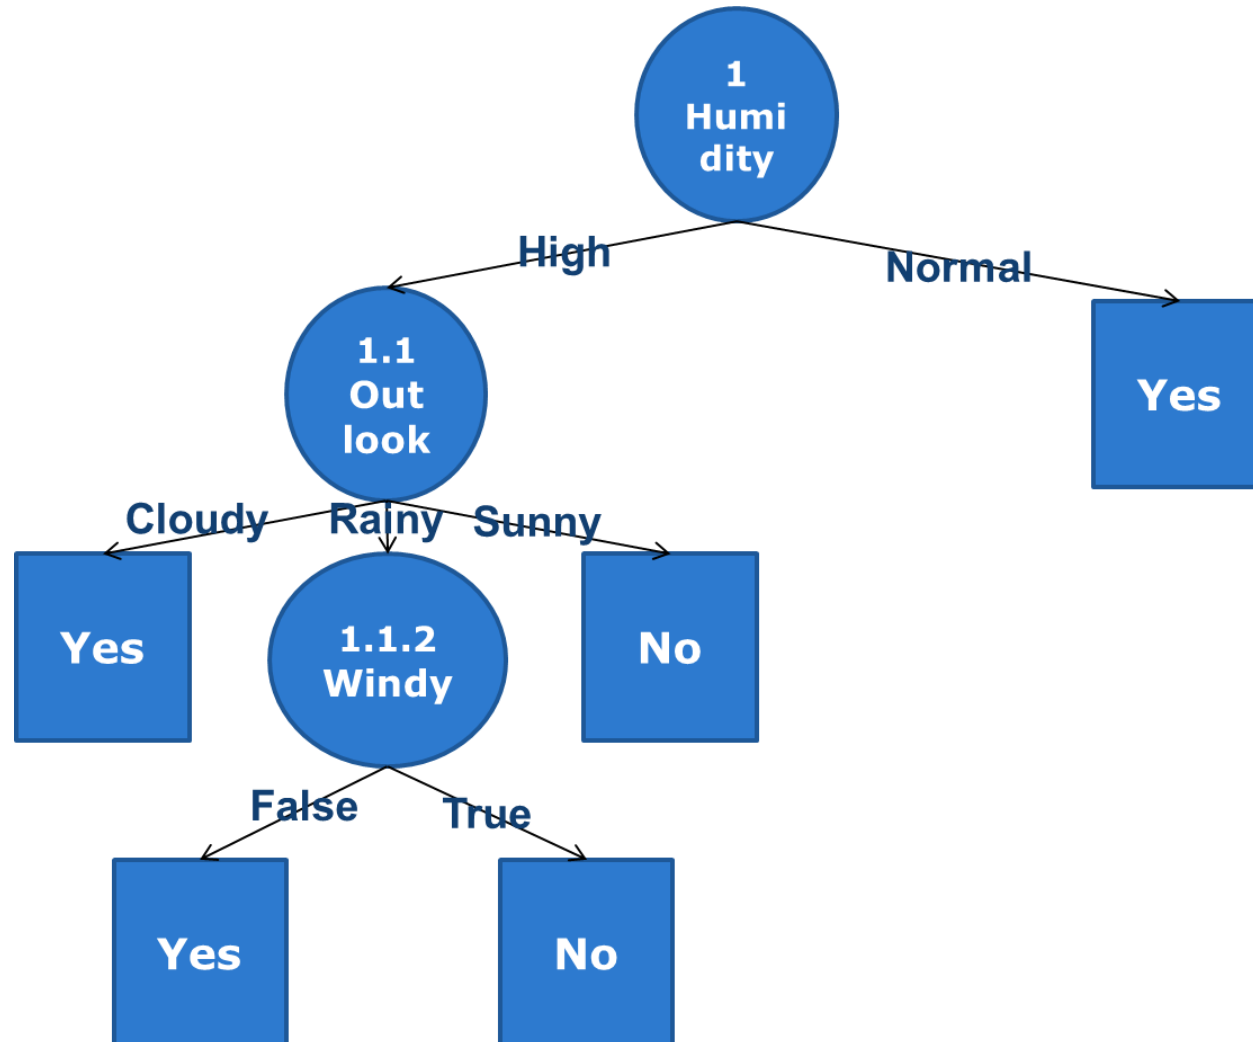 1
Humi
dity
High
Normal
1.1
Out
look
Yes
Cloudy
Rainy
Sunny
Yes
1.1.2
Windy
No
False
True
Yes
No